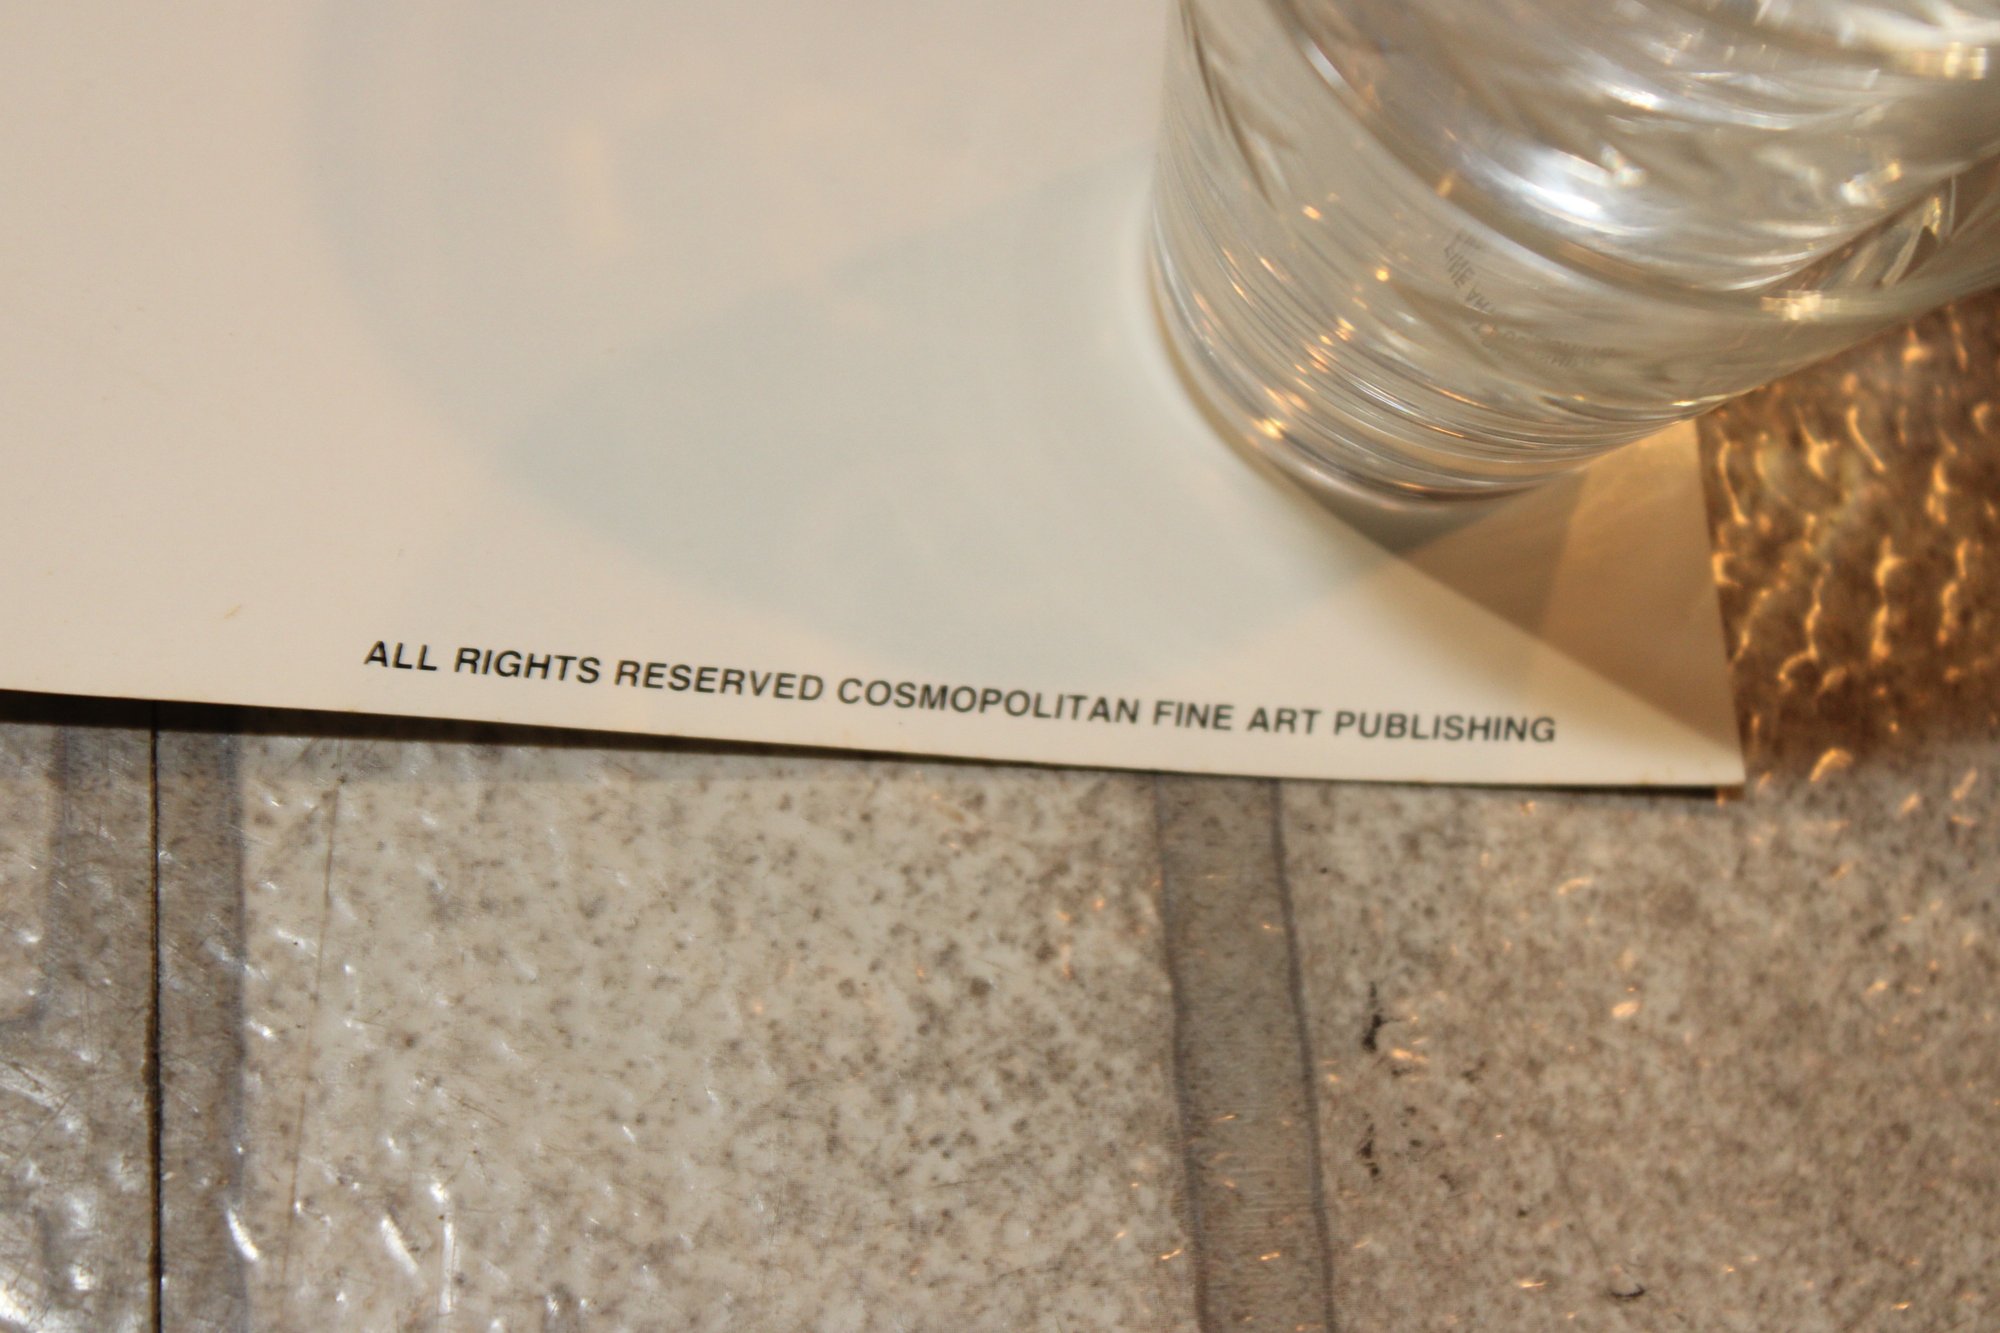 ALL RIGHTS RESERVED COSMOPOLITAN FINE ART PUBLISHING